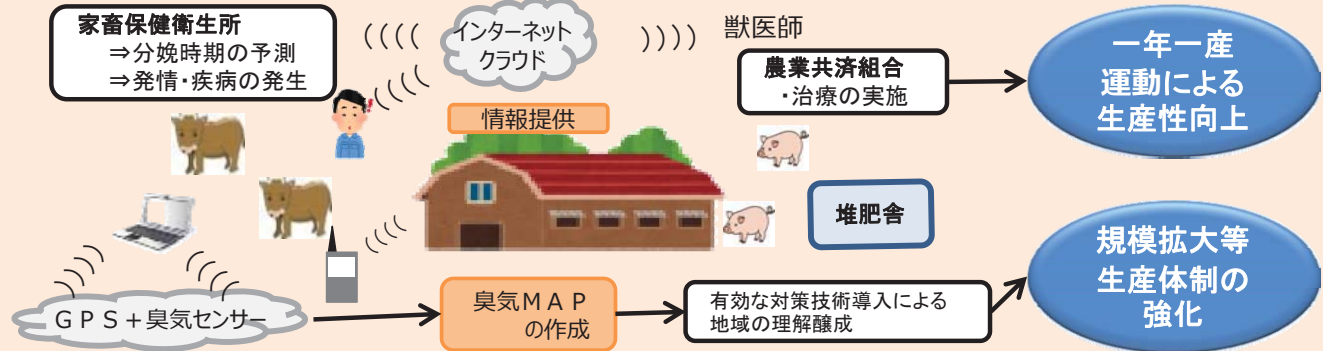 家畜保健衛生所
⇒分娩時期の予測
⇒発情・疾病の発生
インターネット
クラウド
獣医師
農業共済組合
・治療の実施
一年一産
運動による
生産性向上
情報提供
堆肥舎
GPS+臭気センサー
臭気MAP
の作成
有効な対策技術導入による
地域の理解醸成
規模拡大等
生産体制の
強化